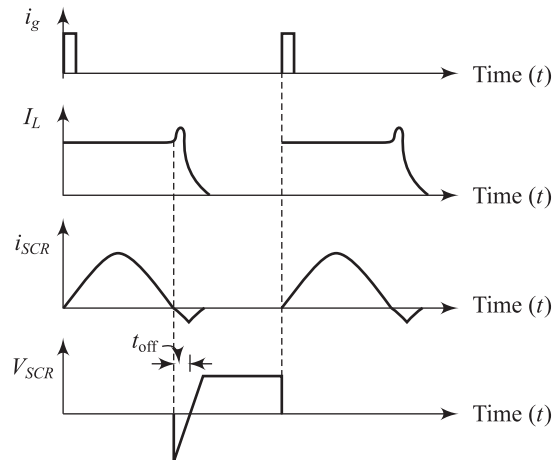 i_g
Time (t)
I_L
Time (t)
i_SCR
Time (t)
t_off
V_SCR
Time (t)